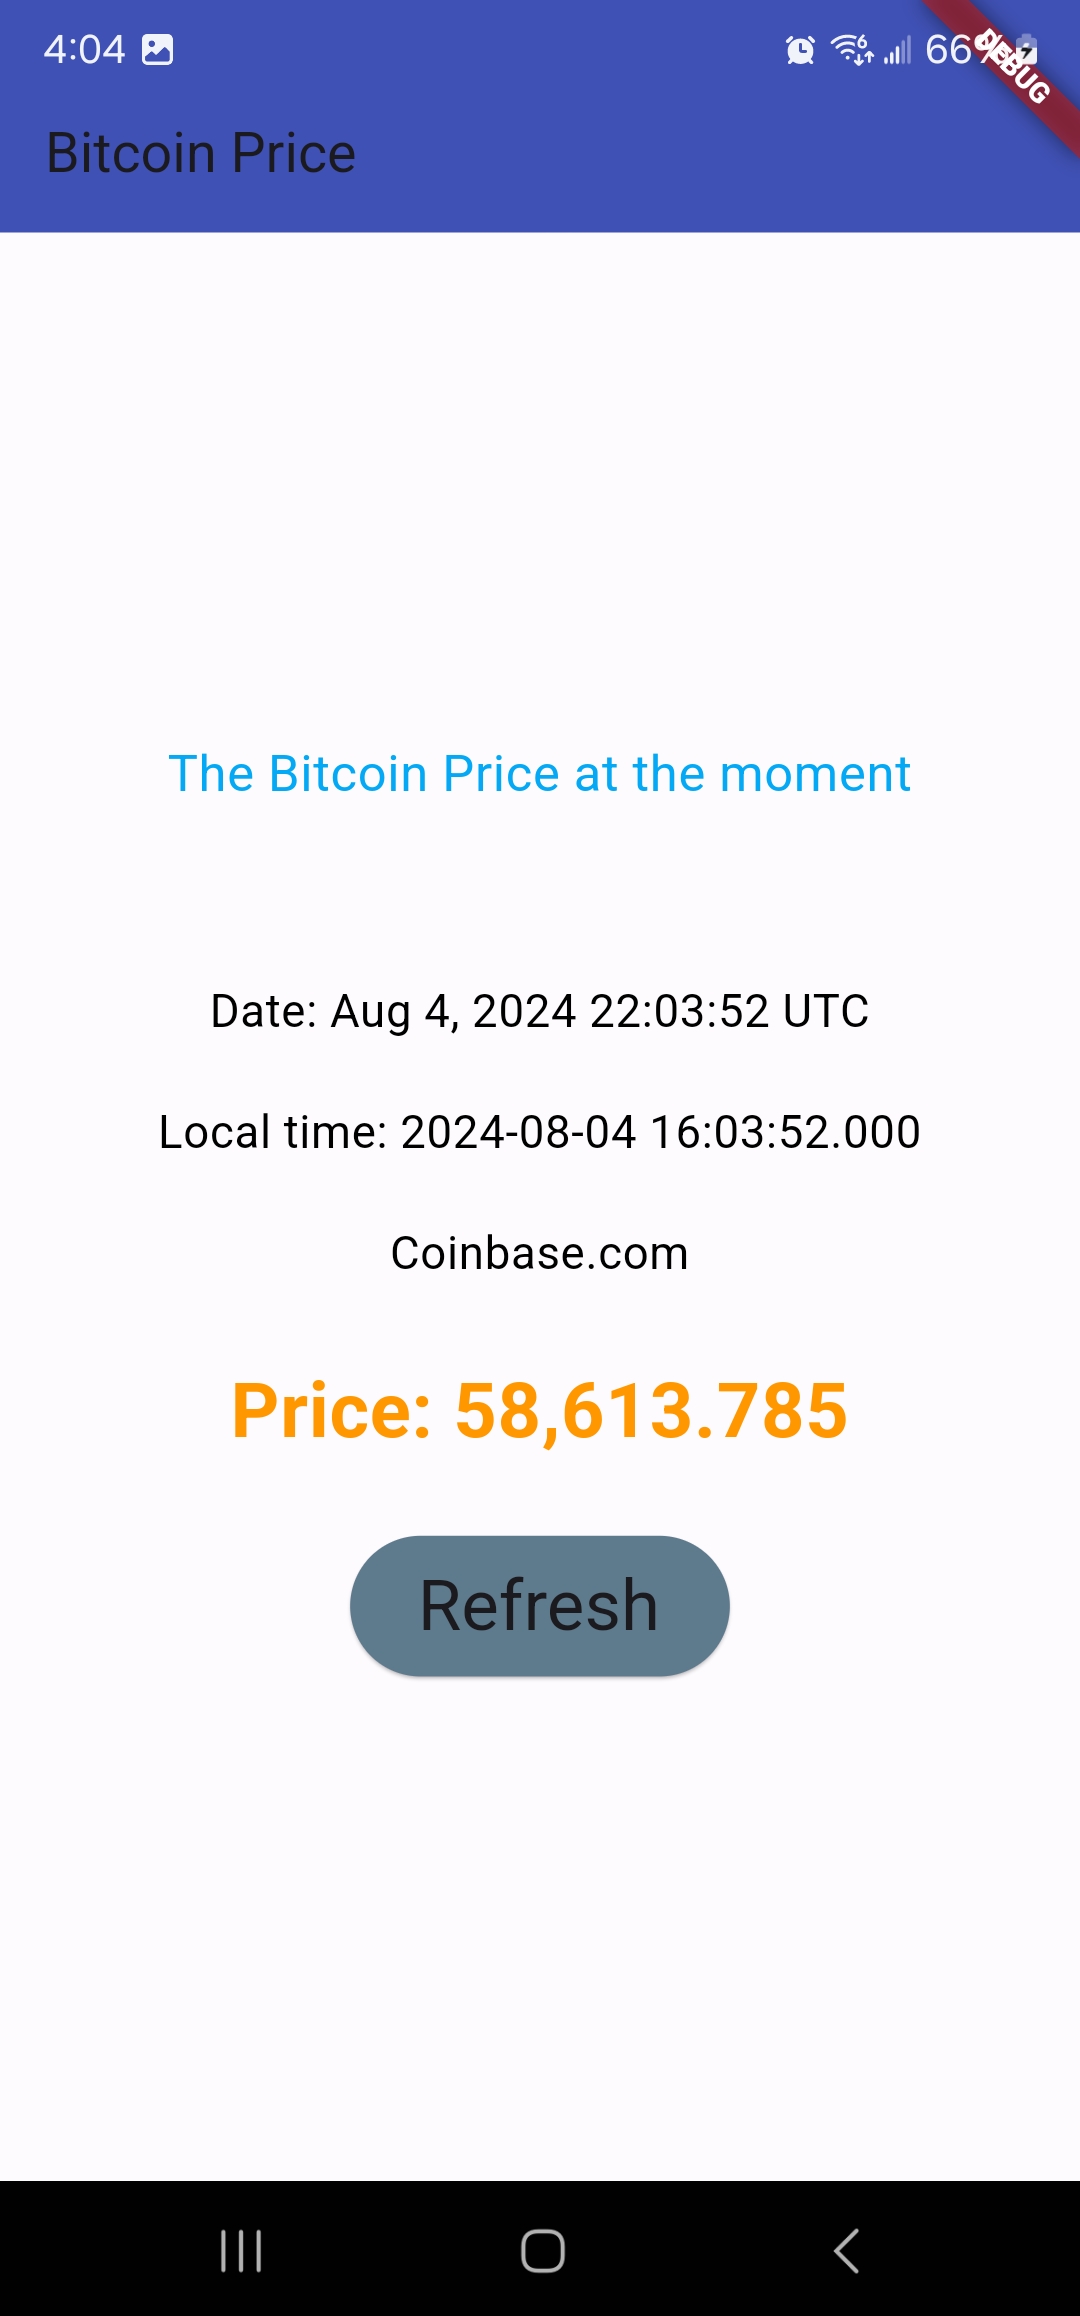 4:04
66%
DEBUG
Bitcoin Price
The Bitcoin Price at the moment
Date: Aug 4, 2024 22:03:52 UTC
Local time: 2024-08-04 16:03:52.000
Coinbase.com
Price: 58,613.785
Refresh